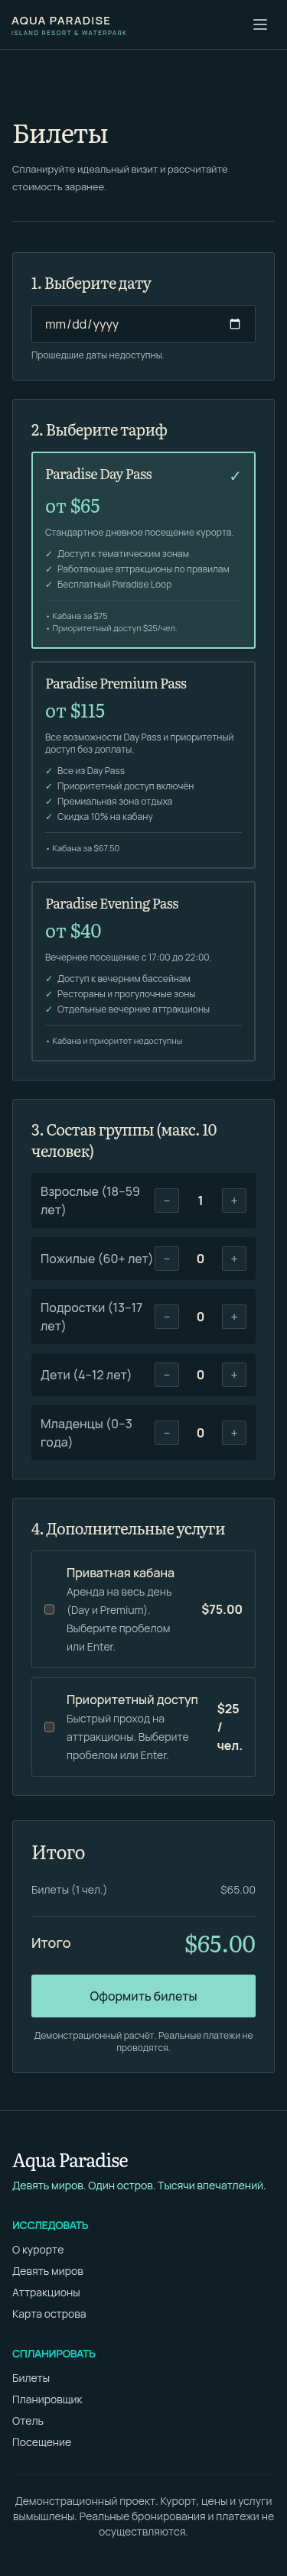 AQUA PARADISE
ISLAND RESORT & WATERPARK
Билеты
Спланируйте идеальный визит и рассчитайте
стоимость заранее.
1. Выберите дату
mm/dd/yyyy
Прошедшие даты недоступны.
2. Выберите тариф
Paradise Day Pass ✓
от $65
Стандартное дневное посещение курорта.
✓ Доступ к тематическим зонам
✓ Работающие аттракционы по правилам
✓ Бесплатный Paradise Loop
• Кабана за $75
• Приоритетный доступ $25/чел.
Paradise Premium Pass
от $115
Все возможности Day Pass и приоритетный
доступ без доплаты.
✓ Все из Day Pass
✓ Приоритетный доступ включён
✓ Премиальная зона отдыха
✓ Скидка 10% на кабану
• Кабана за $67.50
Paradise Evening Pass
от $40
Вечернее посещение с 17:00 до 22:00.
✓ Доступ к вечерним бассейнам
✓ Рестораны и прогулочные зоны
✓ Отдельные вечерние аттракционы
• Кабана и приоритет недоступны
3. Состав группы (макс. 10
человек)
Взрослые (18–59
лет)
− 1 +
Пожилые (60+ лет) − 0 +
Подростки (13–17
лет)
− 0 +
Дети (4–12 лет) − 0 +
Младенцы (0–3
года)
− 0 +
4. Дополнительные услуги
Приватная кабана
Аренда на весь день
(Day и Premium).
Выберите пробелом
или Enter.
$75.00
Приоритетный доступ
Быстрый проход на
аттракционы. Выберите
пробелом или Enter.
$25
/
чел.
Итого
Билеты (1 чел.) $65.00
Итого $65.00
Оформить билеты
Демонстрационный расчёт. Реальные платежи не
проводятся.
Aqua Paradise
Девять миров. Один остров. Тысячи впечатлений.
ИССЛЕДОВАТЬ
О курорте
Девять миров
Аттракционы
Карта острова
СПЛАНИРОВАТЬ
Билеты
Планировщик
Отель
Посещение
Демонстрационный проект. Курорт, цены и услуги
вымышлены. Реальные бронирования и платежи не
осуществляются.